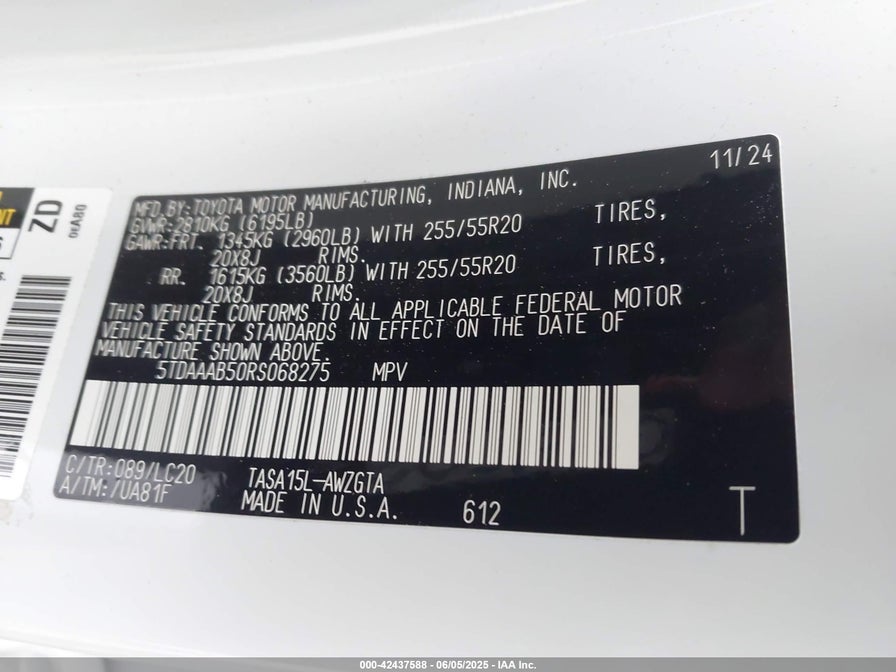 11/24
MFD BY: TOYOTA MOTOR MANUFACTURING, INDIANA, INC.
GVWR-2810KG (6195LB)
GAWR:FRT. 1345KG (2960LB) WITH 255/55R20 TIRES,
20X8J RIMS.
RR. 1615KG (3560LB) WITH 255/55R20 TIRES,
20X8J RIMS.
THIS VEHICLE CONFORMS TO ALL APPLICABLE FEDERAL MOTOR
VEHICLE SAFETY STANDARDS IN EFFECT ON THE DATE OF
MANUFACTURE SHOWN ABOVE.
5TDAAAB50RS068275 MPV
C/TR:089/LC20 TASA15L-AWZGTA
A/TM:/UA81F MADE IN U.S.A. 612 T
ZD
0EA80
000-42437588 - 06/05/2025 - IAA Inc.